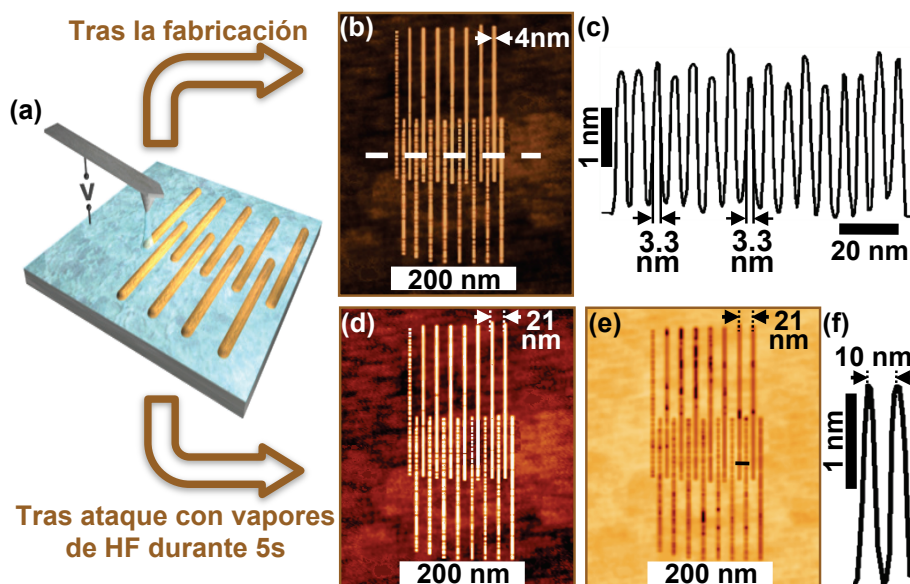 Tras la fabricación
(a)
V
(b)
4nm
200 nm
(c)
1 nm
3.3
nm
3.3
nm
20 nm
Tras ataque con vapores
de HF durante 5s
(d)
21
nm
200 nm
(e)
21
nm
200 nm
(f)
10 nm
1 nm